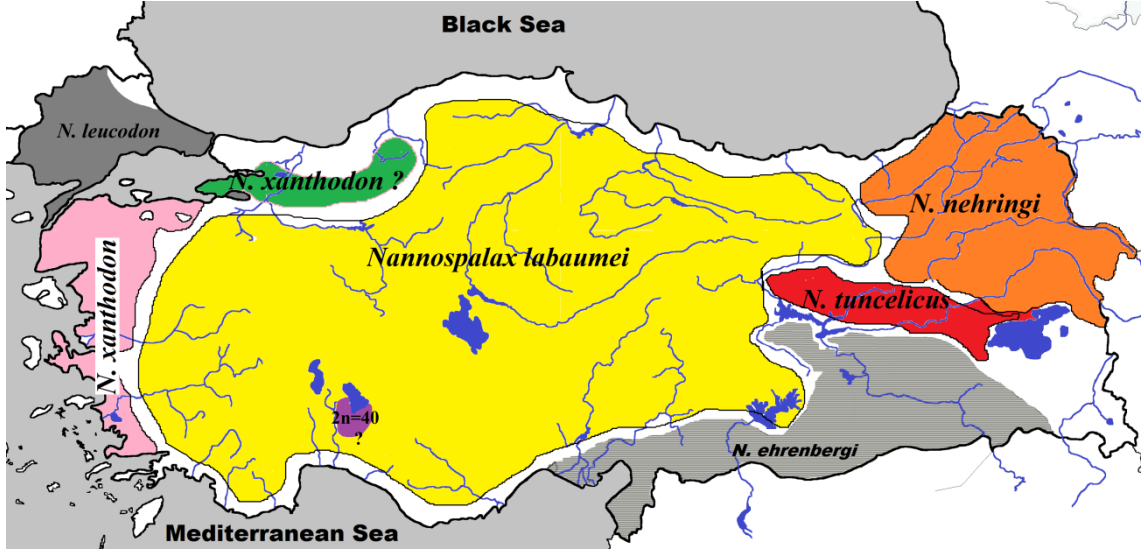 Black Sea
N. leucodon
N. xanthodon ?
N. nehringi
Nannospalax labaumei
N. tuncelicus
N. xanthodon
2n=40
?
N. ehrenbergi
Mediterranean Sea